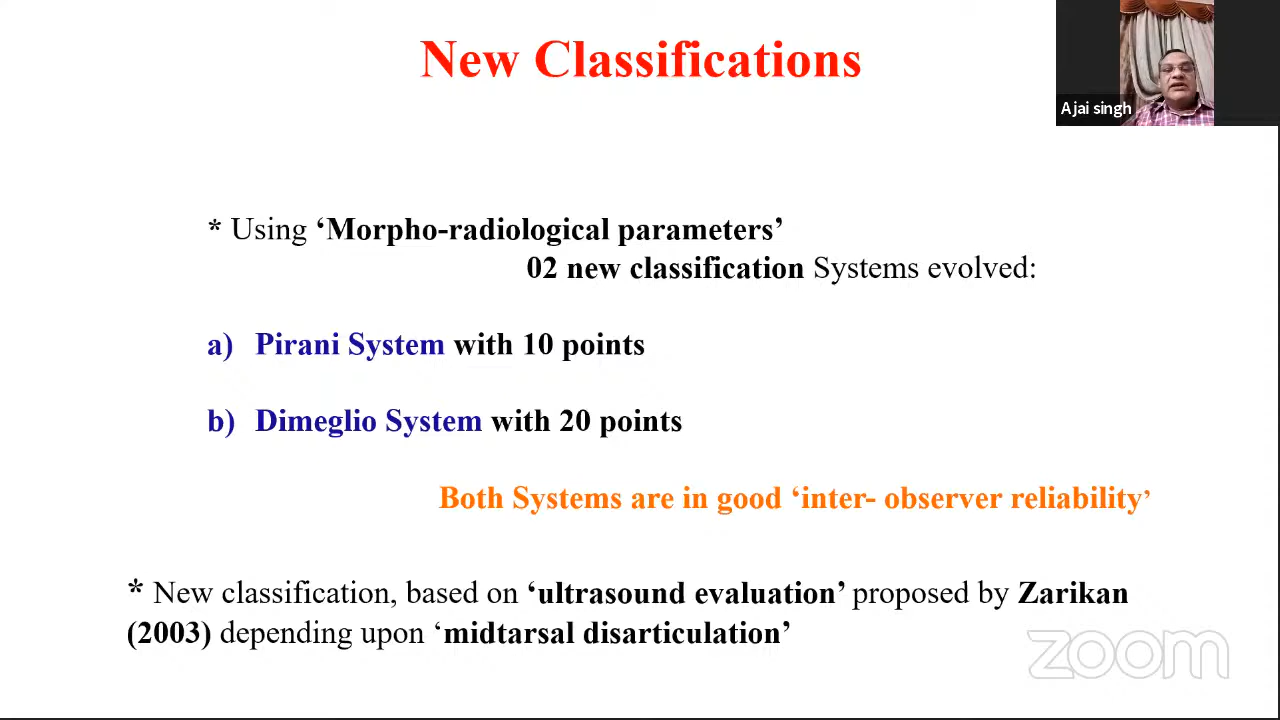 New Classifications
Ajai singh
* Using ‘Morpho-radiological parameters’
02 new classification Systems evolved:
a) Pirani System with 10 points
b) Dimeglio System with 20 points
Both Systems are in good ‘inter- observer reliability’
* New classification, based on ‘ultrasound evaluation’ proposed by Zarikan
(2003) depending upon ‘midtarsal disarticulation’
zoom